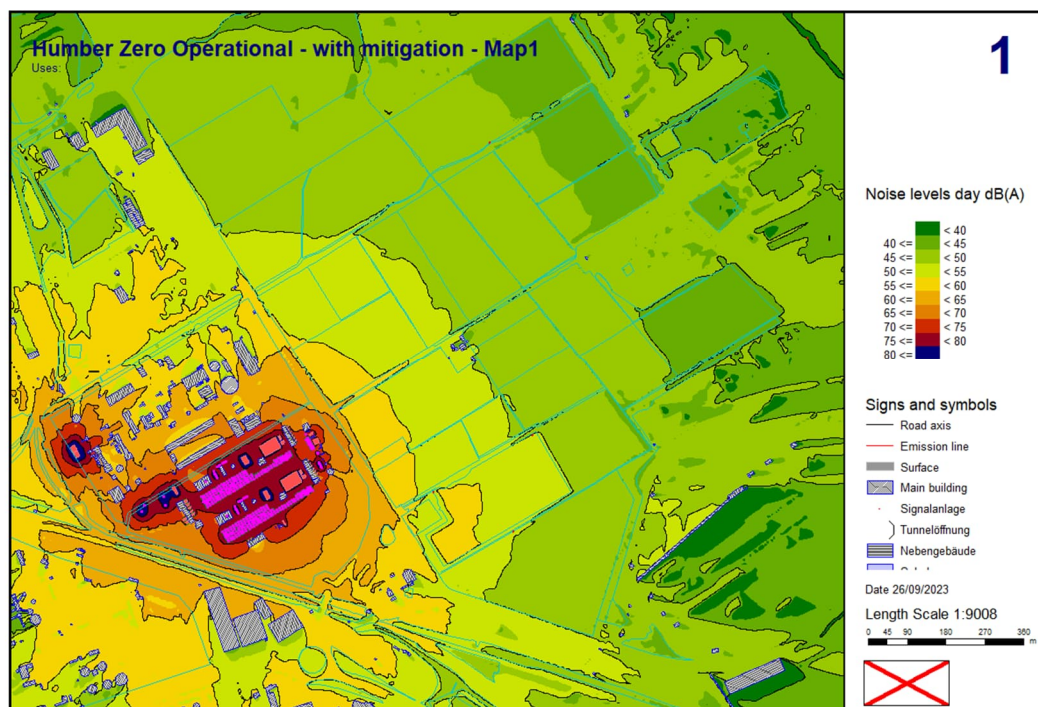 Humber Zero Operational - with mitigation - Map1
Uses:
1
Noise levels day dB(A)
< 40
40 <= < 45
45 <= < 50
50 <= < 55
55 <= < 60
60 <= < 65
65 <= < 70
70 <= < 75
75 <= < 80
80 <=
Signs and symbols
Road axis
Emission line
Surface
Main building
Signalanlage
Tunnelöffnung
Nebengebäude
Date 26/09/2023
Length Scale 1:9008
0 45 90 180 270 360
m